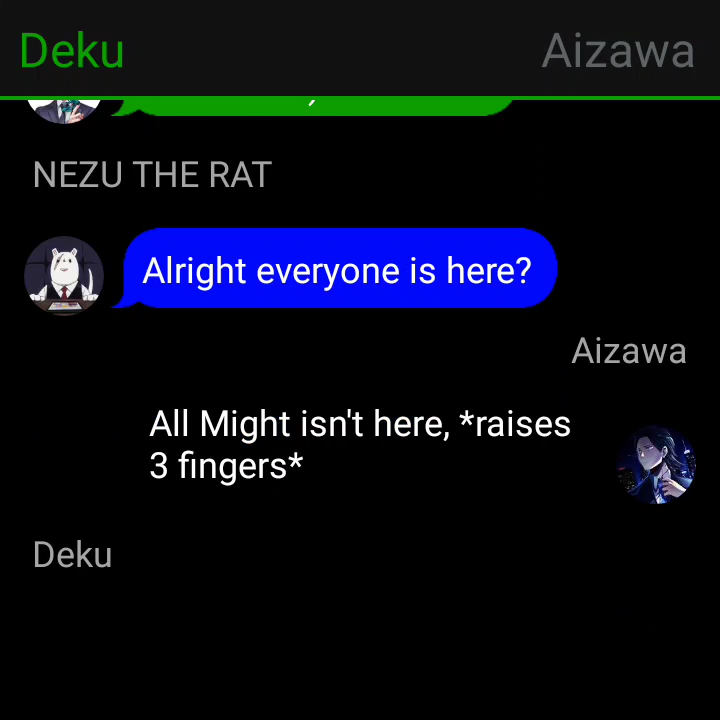 Deku
Aizawa
NEZU THE RAT
Alright everyone is here?
Aizawa
All Might isn't here, *raises
3 fingers*
Deku